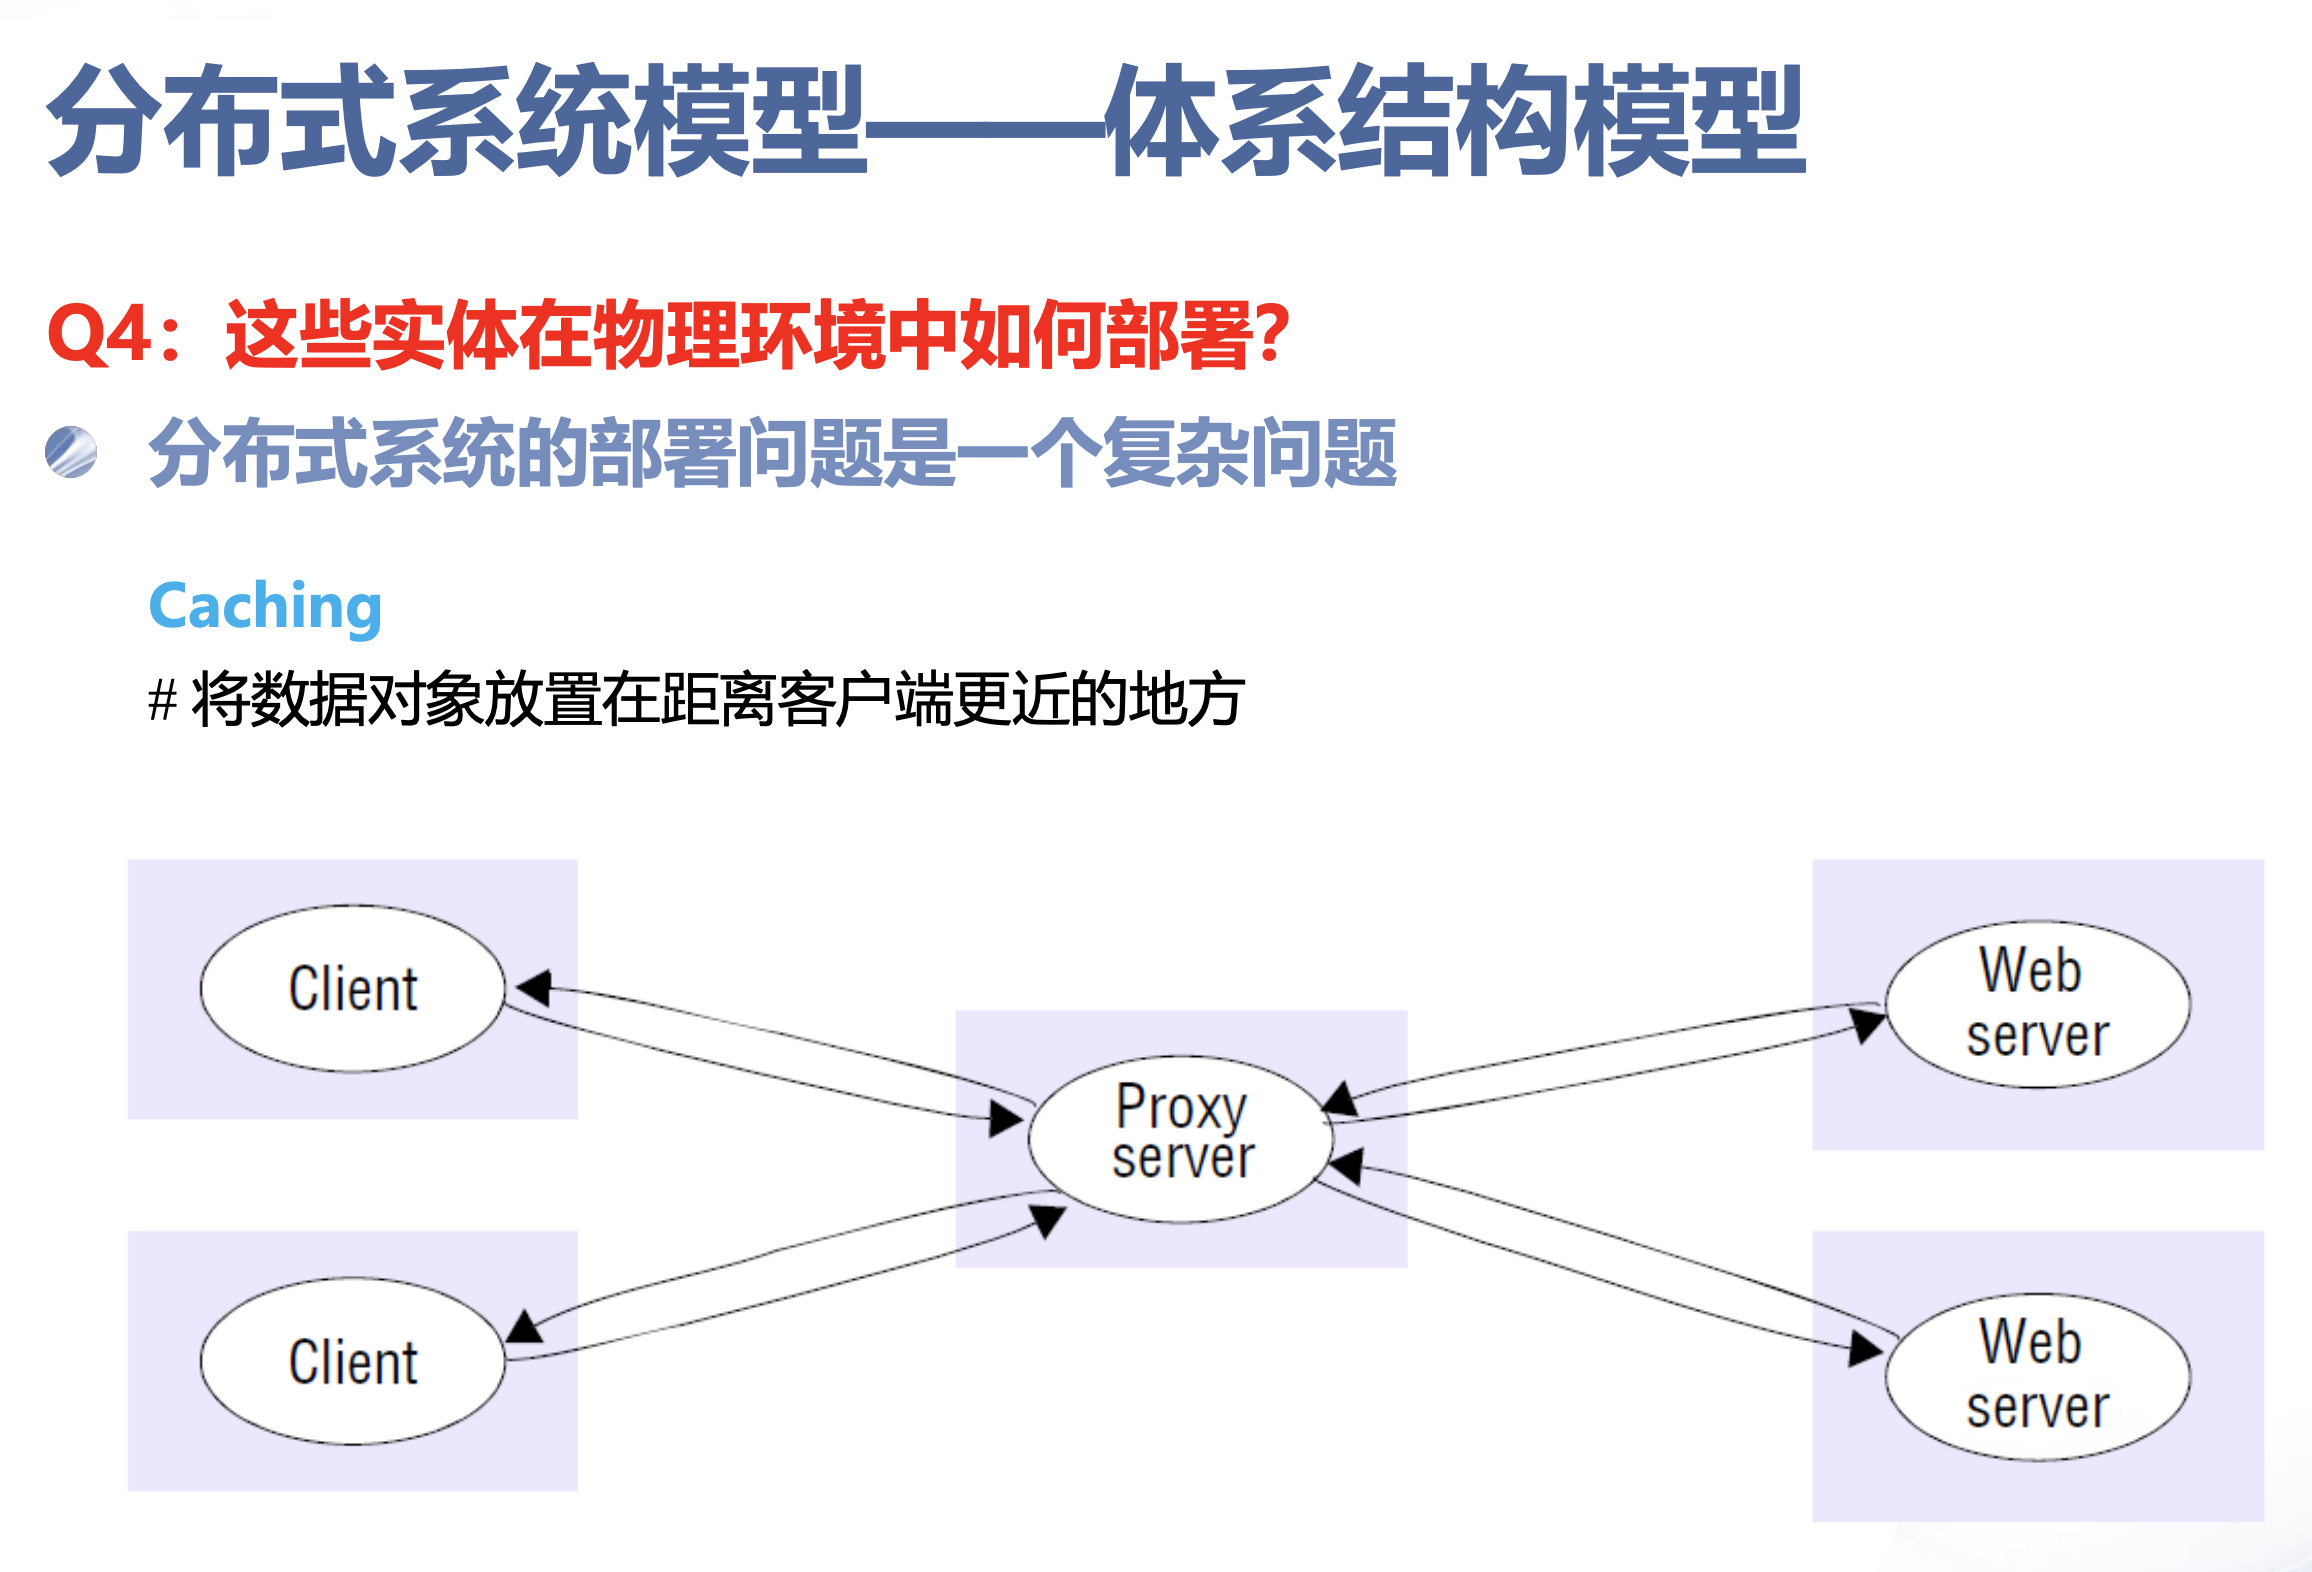 分布式系统模型——体系结构模型
Q4：这些实体在物理环境中如何部署？
分布式系统的部署问题是一个复杂问题
Caching
# 将数据对象放置在距离客户端更近的地方
Client
Web
server
Proxy
server
Client
Web
server